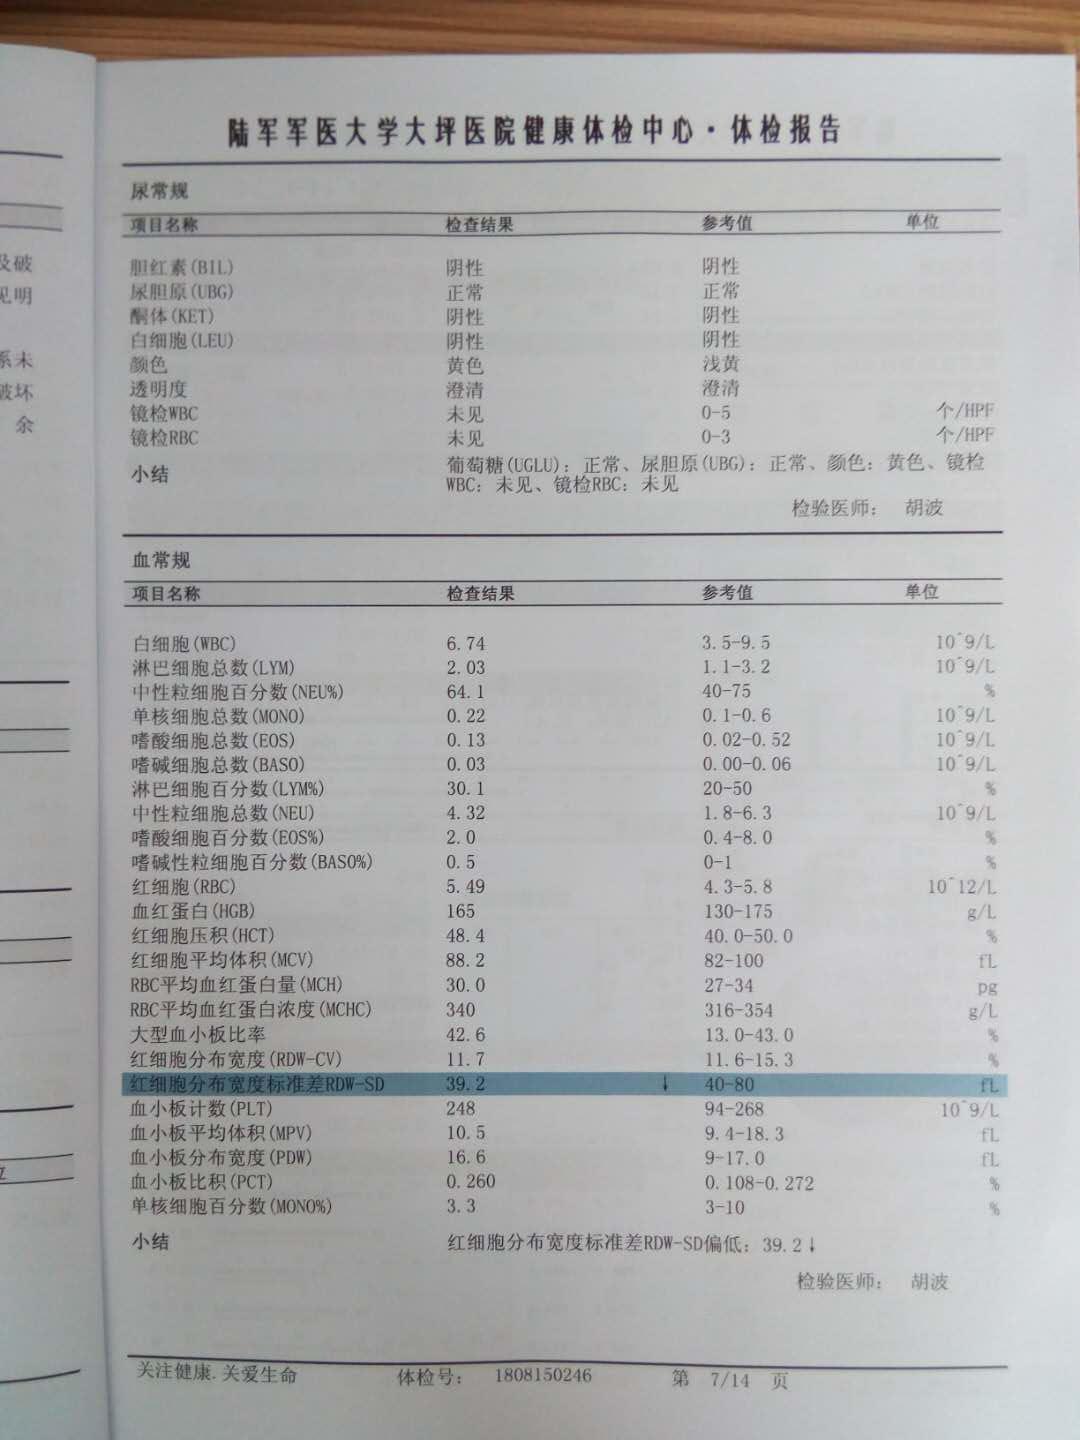 及破
见明
系未
破坏
余
陆军军医大学大坪医院健康体检中心·体检报告
尿常规
项目名称 检查结果 参考值 单位
胆红素(BIL) 阴性 阴性
尿胆原(UBG) 正常 正常
酮体(KET) 阴性 阴性
白细胞(LEU) 阴性 阴性
颜色 黄色 浅黄
透明度 澄清 澄清
镜检WBC 未见 0-5 个/HPF
镜检RBC 未见 0-3 个/HPF
小结 葡萄糖(UGLU): 正常、尿胆原(UBG): 正常、颜色: 黄色、镜检
WBC: 未见、镜检RBC: 未见
检验医师: 胡波
血常规
项目名称 检查结果 参考值 单位
白细胞(WBC) 6.74 3.5-9.5 10^9/L
淋巴细胞总数(LYM) 2.03 1.1-3.2 10^9/L
中性粒细胞百分数(NEU%) 64.1 40-75 %
单核细胞总数(MONO) 0.22 0.1-0.6 10^9/L
嗜酸细胞总数(EOS) 0.13 0.02-0.52 10^9/L
嗜碱细胞总数(BASO) 0.03 0.00-0.06 10^9/L
淋巴细胞百分数(LYM%) 30.1 20-50 %
中性粒细胞总数(NEU) 4.32 1.8-6.3 10^9/L
嗜酸细胞百分数(EOS%) 2.0 0.4-8.0 %
嗜碱性粒细胞百分数(BASO%) 0.5 0-1 %
红细胞(RBC) 5.49 4.3-5.8 10^12/L
血红蛋白(HGB) 165 130-175 g/L
红细胞压积(HCT) 48.4 40.0-50.0 %
红细胞平均体积(MCV) 88.2 82-100 fL
RBC平均血红蛋白量(MCH) 30.0 27-34 pg
RBC平均血红蛋白浓度(MCHC) 340 316-354 g/L
大型血小板比率 42.6 13.0-43.0 %
红细胞分布宽度(RDW-CV) 11.7 11.6-15.3 %
红细胞分布宽度标准差RDW-SD 39.2 ↓ 40-80 fL
血小板计数(PLT) 248 94-268 10^9/L
血小板平均体积(MPV) 10.5 9.4-18.3 fL
血小板分布宽度(PDW) 16.6 9-17.0 fL
血小板比积(PCT) 0.260 0.108-0.272 %
单核细胞百分数(MONO%) 3.3 3-10 %
小结 红细胞分布宽度标准差RDW-SD偏低: 39.2↓
检验医师: 胡波
关注健康.关爱生命 体检号: 1808150246 第 7/14 页